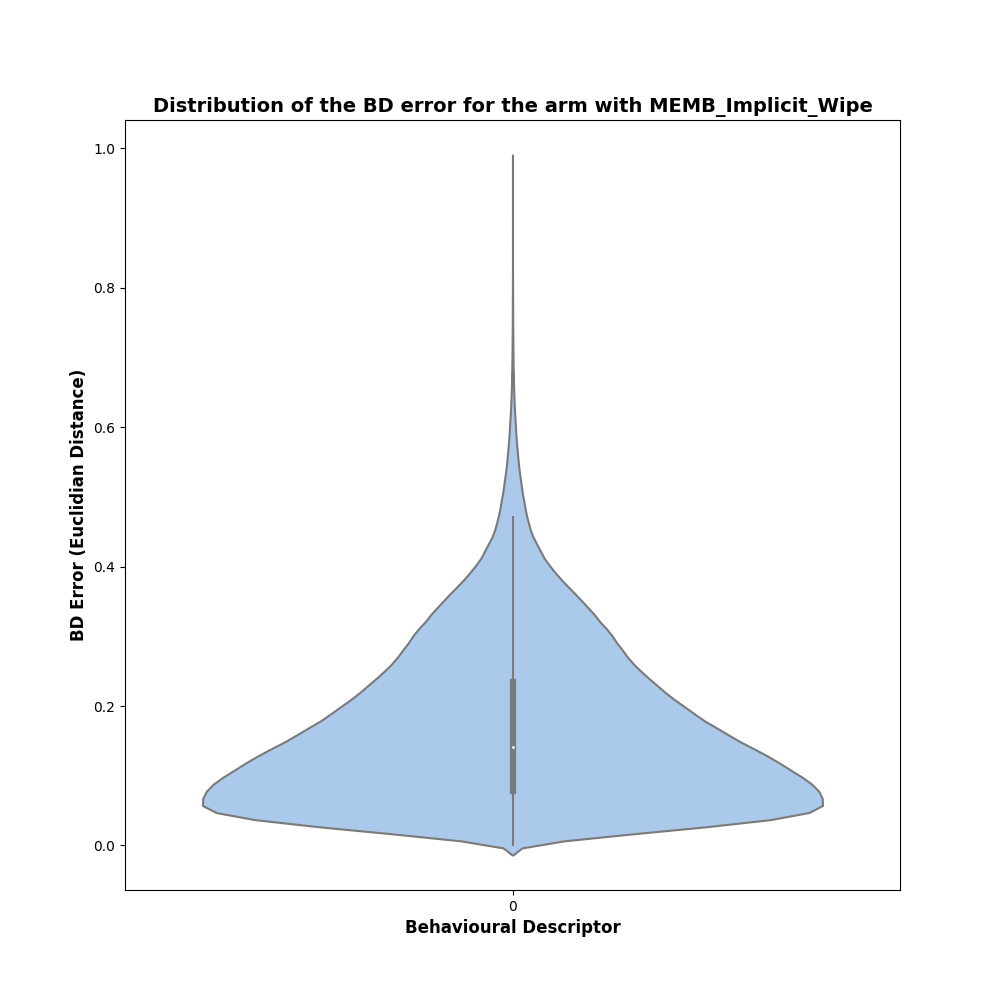 Distribution of the BD error for the arm with MEMB_Implicit_Wipe
1.0
0.8
0.6
0.4
0.2
0.0
BD Error (Euclidian Distance)
0
Behavioural Descriptor